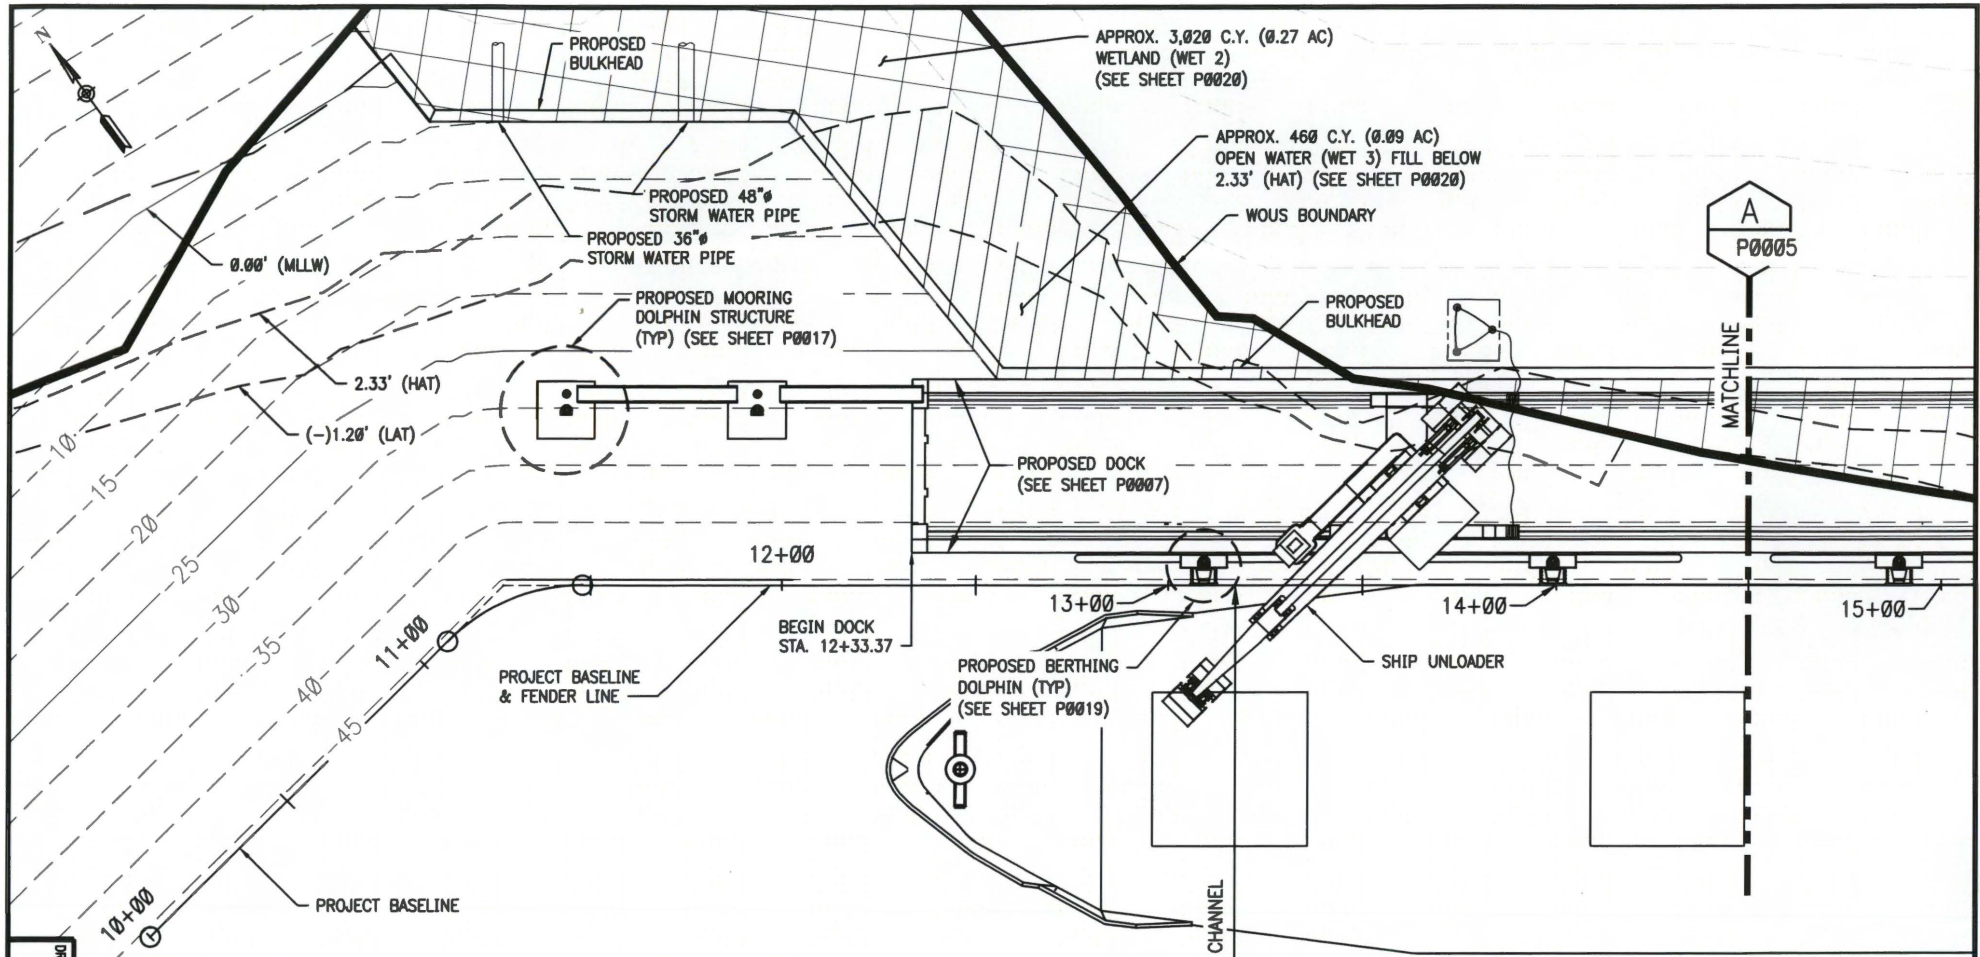 N
PROPOSED
BULKHEAD
APPROX. 3,020 C.Y. (0.27 AC)
WETLAND (WET 2)
(SEE SHEET P0020)
APPROX. 460 C.Y. (0.09 AC)
OPEN WATER (WET 3) FILL BELOW
2.33' (HAT) (SEE SHEET P0020)
WOUS BOUNDARY
A
P0005
MATCHLINE
PROPOSED 48"ø
STORM WATER PIPE
PROPOSED 36"ø
STORM WATER PIPE
0.00' (MLLW)
PROPOSED MOORING
DOLPHIN STRUCTURE
(TYP) (SEE SHEET P0017)
PROPOSED
BULKHEAD
2.33' (HAT)
(-)1.20' (LAT)
PROPOSED DOCK
(SEE SHEET P0007)
10
15
20
25
30
35
40
45
12+00
13+00
14+00
15+00
11+00
BEGIN DOCK
STA. 12+33.37
PROJECT BASELINE
& FENDER LINE
PROPOSED BERTHING
DOLPHIN (TYP)
(SEE SHEET P0019)
SHIP UNLOADER
PROJECT BASELINE
10+00
CHANNEL